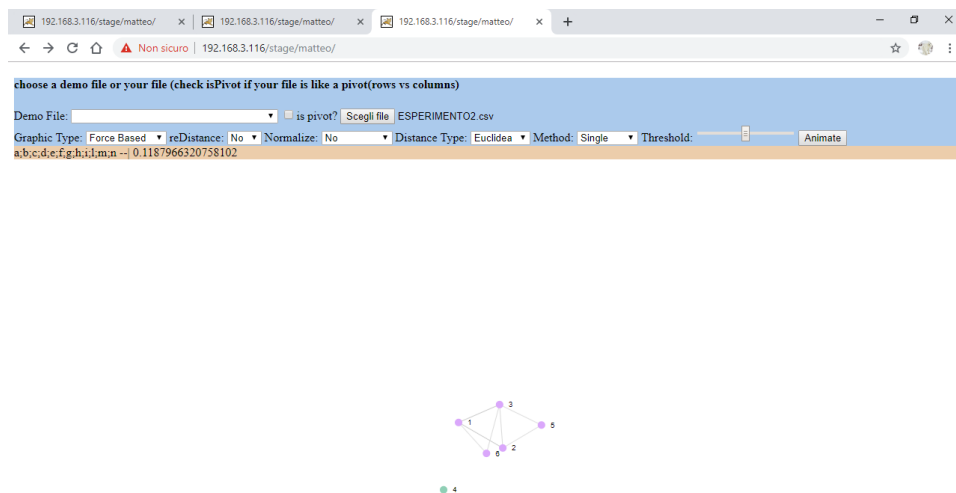 192.168.3.116/stage/matteo/ 192.168.3.116/stage/matteo/ 192.168.3.116/stage/matteo/
Non sicuro 192.168.3.116/stage/matteo/
choose a demo file or your file (check isPivot if your file is like a pivot(rows vs columns)
Demo File: is pivot? Scegli file ESPERIMENTO2.csv
Graphic Type: Force Based reDistance: No Normalize: No Distance Type: Euclidea Method: Single Threshold: Animate
a;b;c;d;e;f;g;h;i;l;m;n --| 0.1187966320758102
3
1
5
2
6
4